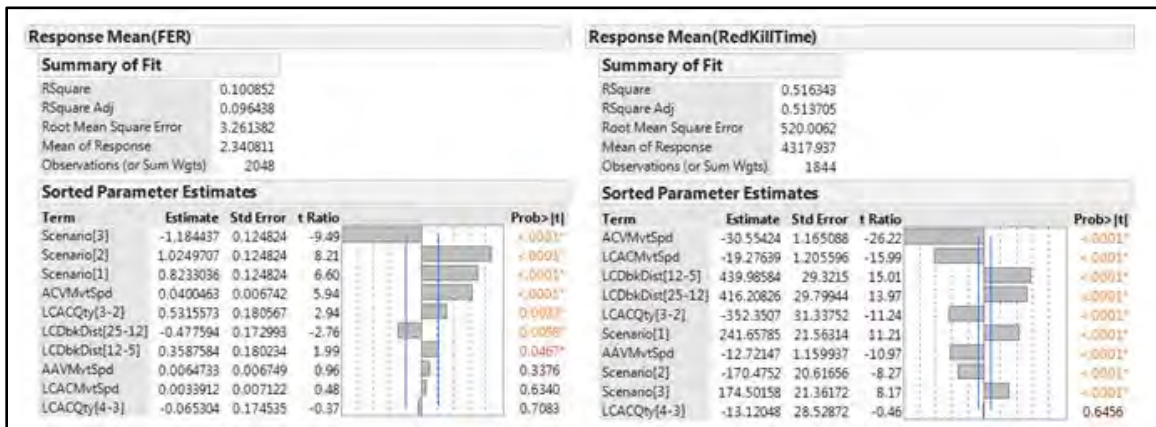 Response Mean(FER)
Summary of Fit
RSquare 0.100852
RSquare Adj 0.096438
Root Mean Square Error 3.261382
Mean of Response 2.340811
Observations (or Sum Wgts) 2048
Sorted Parameter Estimates
Term Estimate Std Error t Ratio Prob>|t|
Scenario[3] -1.184437 0.124824 -9.49 <.0001*
Scenario[2] 1.0249707 0.124824 8.21 <.0001*
Scenario[1] 0.8233036 0.124824 6.60 <.0001*
ACVMvtSpd 0.0400463 0.006742 5.94 <.0001*
LCACQty[3-2] 0.5315573 0.180567 2.94
LCDbkDist[25-12] -0.477594 0.172993 -2.76
LCDbkDist[12-5] 0.3587584 0.180234 1.99 0.0467*
AAVMvtSpd 0.0064733 0.006749 0.96 0.3376
LCACMvtSpd 0.0033912 0.007122 0.48 0.6340
LCACQty[4-3] -0.065304 0.174535 -0.37 0.7083
Response Mean(RedKillTime)
Summary of Fit
RSquare 0.516343
RSquare Adj 0.513705
Root Mean Square Error 520.0062
Mean of Response 4317.937
Observations (or Sum Wgts) 1844
Sorted Parameter Estimates
Term Estimate Std Error t Ratio Prob>|t|
ACVMvtSpd -30.55424 1.165088 -26.22 <.0001*
LCACMvtSpd -19.27639 1.205596 -15.99 <.0001*
LCDbkDist[12-5] 439.98584 29.3215 15.01 <.0001*
LCDbkDist[25-12] 416.20826 29.79944 13.97 <.0001*
LCACQty[3-2] -352.3507 31.33752 -11.24 <.0001*
Scenario[1] 241.65785 21.56314 11.21 <.0001*
AAVMvtSpd -12.72147 1.159937 -10.97 <.0001*
Scenario[2] -170.4752 20.61656 -8.27 <.0001*
Scenario[3] 174.50158 21.36172 8.17 <.0001*
LCACQty[4-3] -13.12048 28.52872 -0.46 0.6456